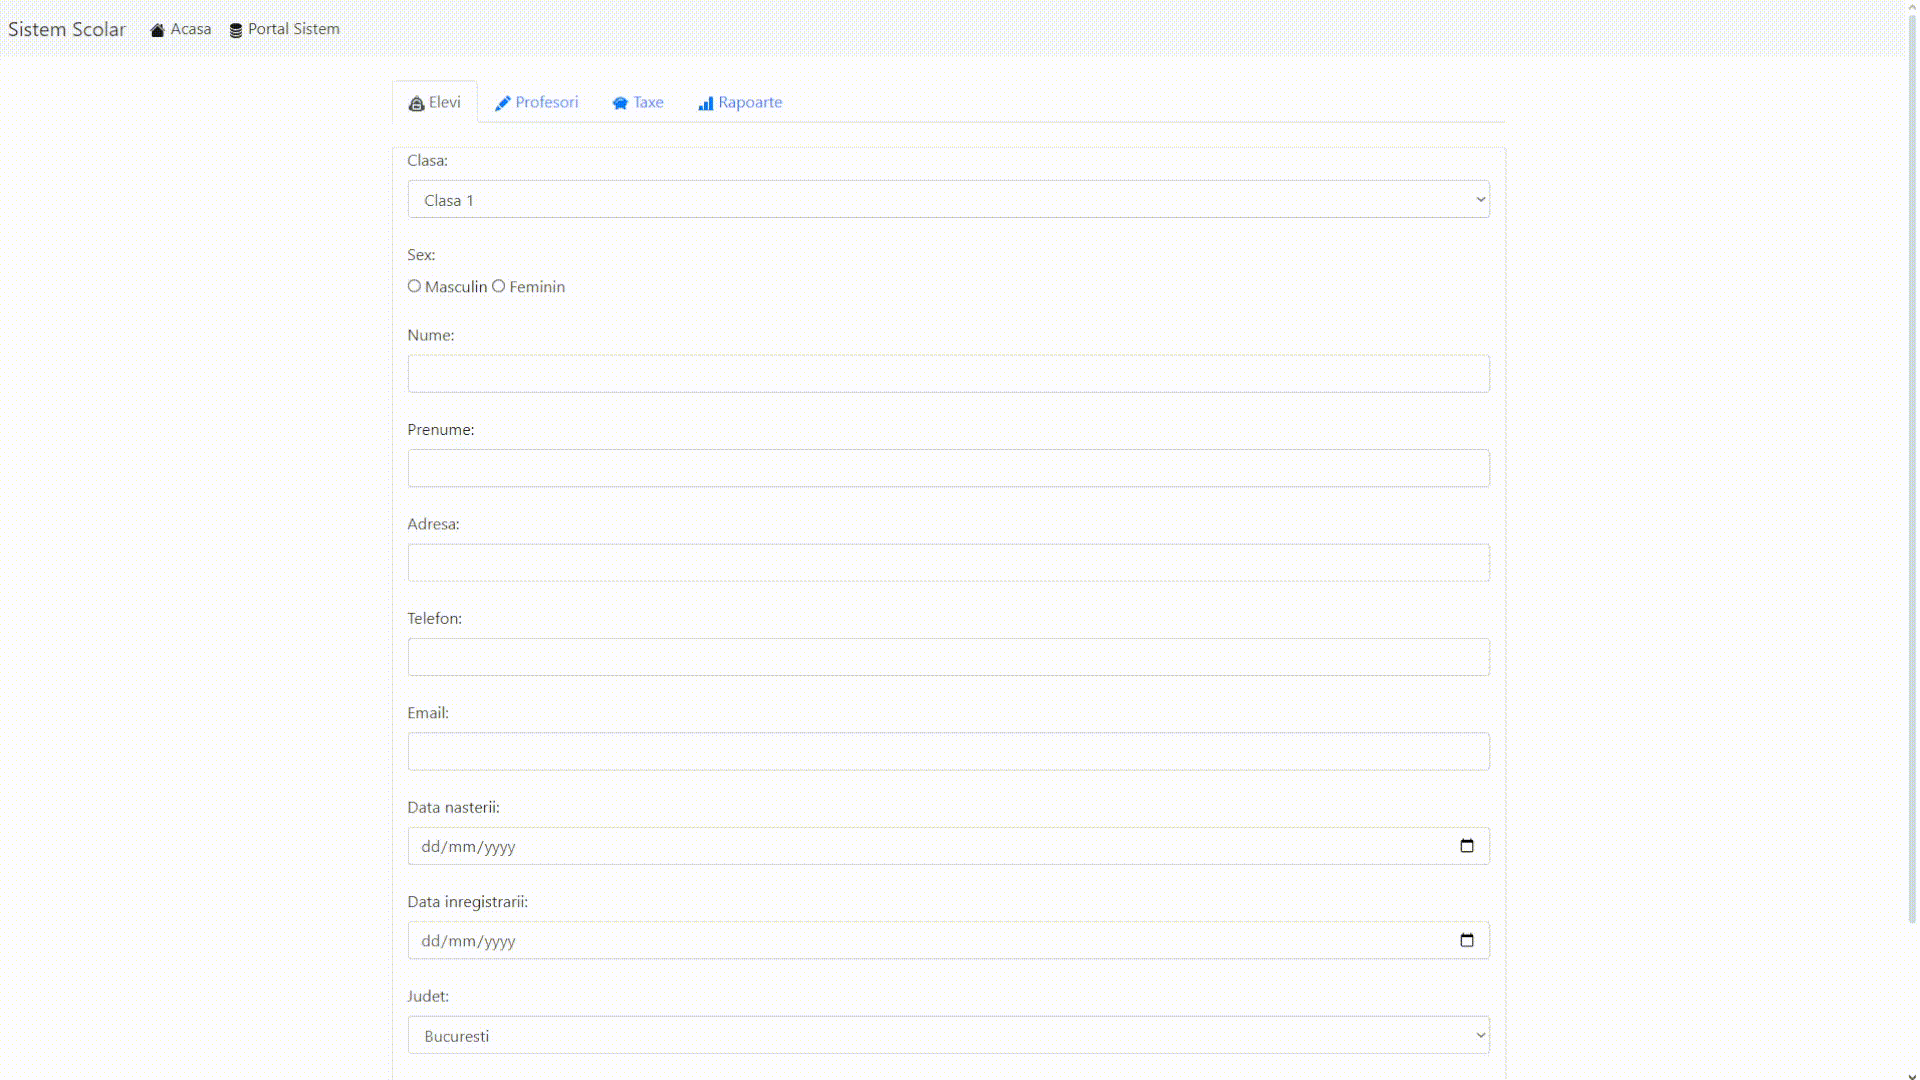 Sistem Scolar Acasa Portal Sistem
Elevi Profesori Taxe Rapoarte
Clasa:
Clasa 1
Sex:
Masculin Feminin
Nume:
Prenume:
Adresa:
Telefon:
Email:
Data nasterii:
dd/mm/yyyy
Data inregistrarii:
dd/mm/yyyy
Judet:
Bucuresti